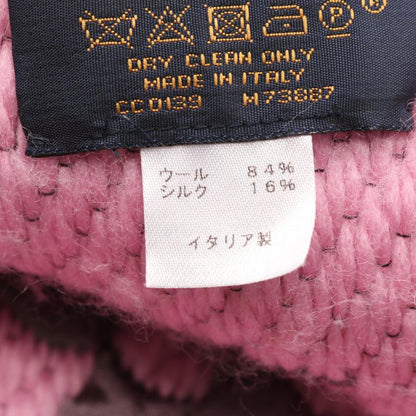 DRY CLEAN ONLY
MADE IN ITALY
CC0139 M73887
ウール 84%
シルク 16%
イタリア製